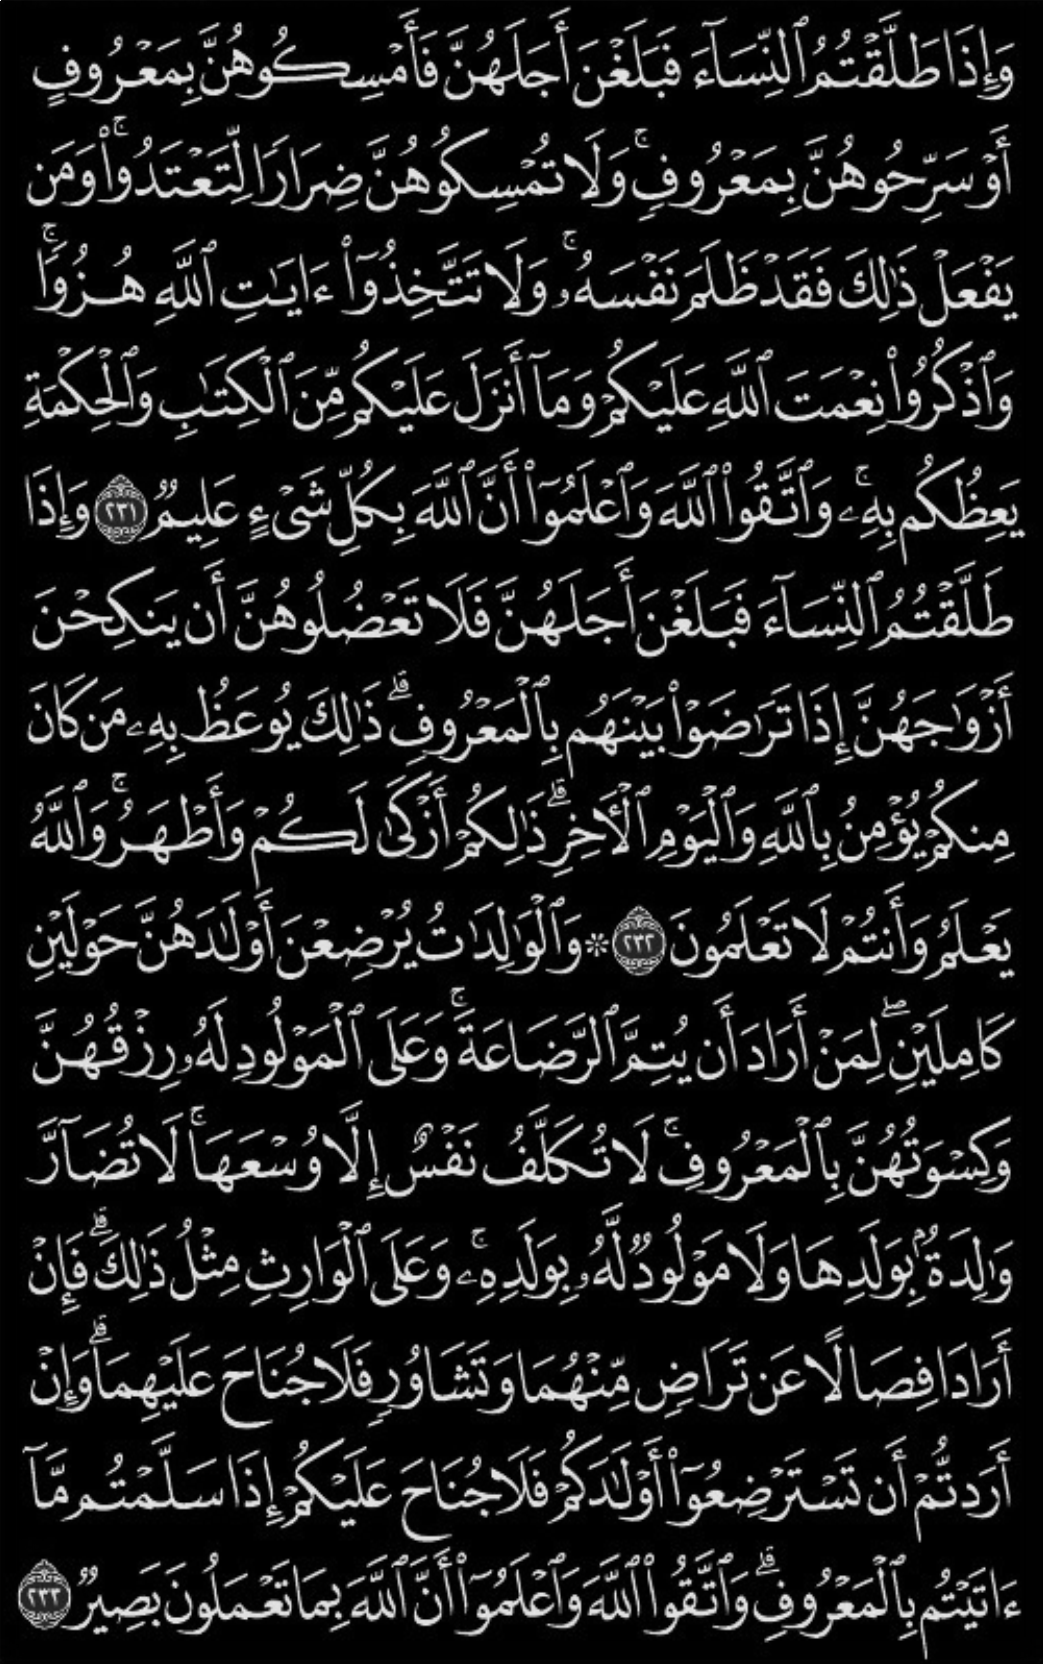 وَإِذَا طَلَّقْتُمُ ٱلنِّسَآءَ فَبَلَغْنَ أَجَلَهُنَّ فَأَمْسِكُوهُنَّ بِمَعْرُوفٍ
أَوْ سَرِّحُوهُنَّ بِمَعْرُوفٍۚ وَلَا تُمْسِكُوهُنَّ ضِرَارًا لِّتَعْتَدُوا۟ۚ وَمَن
يَفْعَلْ ذَٰلِكَ فَقَدْ ظَلَمَ نَفْسَهُۥۚ وَلَا تَتَّخِذُوٓا۟ ءَايَـٰتِ ٱللَّهِ هُزُوًاۚ
وَٱذْكُرُوا۟ نِعْمَتَ ٱللَّهِ عَلَيْكُمْ وَمَآ أَنزَلَ عَلَيْكُم مِّنَ ٱلْكِتَـٰبِ وَٱلْحِكْمَةِ
يَعِظُكُم بِهِۦۚ وَٱتَّقُوا۟ ٱللَّهَ وَٱعْلَمُوٓا۟ أَنَّ ٱللَّهَ بِكُلِّ شَىْءٍ عَلِيمٌ ٢٣١ وَإِذَا
طَلَّقْتُمُ ٱلنِّسَآءَ فَبَلَغْنَ أَجَلَهُنَّ فَلَا تَعْضُلُوهُنَّ أَن يَنكِحْنَ
أَزْوَٰجَهُنَّ إِذَا تَرَٰضَوْا۟ بَيْنَهُم بِٱلْمَعْرُوفِۗ ذَٰلِكَ يُوعَظُ بِهِۦ مَن كَانَ
مِنكُمْ يُؤْمِنُ بِٱللَّهِ وَٱلْيَوْمِ ٱلْـَٔاخِرِۗ ذَٰلِكُمْ أَزْكَىٰ لَكُمْ وَأَطْهَرُۚ وَٱللَّهُ
يَعْلَمُ وَأَنتُمْ لَا تَعْلَمُونَ ٢٣٢ ۞ وَٱلْوَٰلِدَٰتُ يُرْضِعْنَ أَوْلَـٰدَهُنَّ حَوْلَيْنِ
كَامِلَيْنِۖ لِمَنْ أَرَادَ أَن يُتِمَّ ٱلرَّضَاعَةَۚ وَعَلَى ٱلْمَوْلُودِ لَهُۥ رِزْقُهُنَّ
وَكِسْوَتُهُنَّ بِٱلْمَعْرُوفِۚ لَا تُكَلَّفُ نَفْسٌ إِلَّا وُسْعَهَاۚ لَا تُضَآرَّ
وَٰلِدَةٌۢ بِوَلَدِهَا وَلَا مَوْلُودٌ لَّهُۥ بِوَلَدِهِۦۚ وَعَلَى ٱلْوَارِثِ مِثْلُ ذَٰلِكَۗ فَإِنْ
أَرَادَا فِصَالًا عَن تَرَاضٍ مِّنْهُمَا وَتَشَاوُرٍ فَلَا جُنَاحَ عَلَيْهِمَاۗ وَإِنْ
أَرَدتُّمْ أَن تَسْتَرْضِعُوٓا۟ أَوْلَـٰدَكُمْ فَلَا جُنَاحَ عَلَيْكُمْ إِذَا سَلَّمْتُم مَّآ
ءَاتَيْتُم بِٱلْمَعْرُوفِۗ وَٱتَّقُوا۟ ٱللَّهَ وَٱعْلَمُوٓا۟ أَنَّ ٱللَّهَ بِمَا تَعْمَلُونَ بَصِيرٌ ٢٣٣